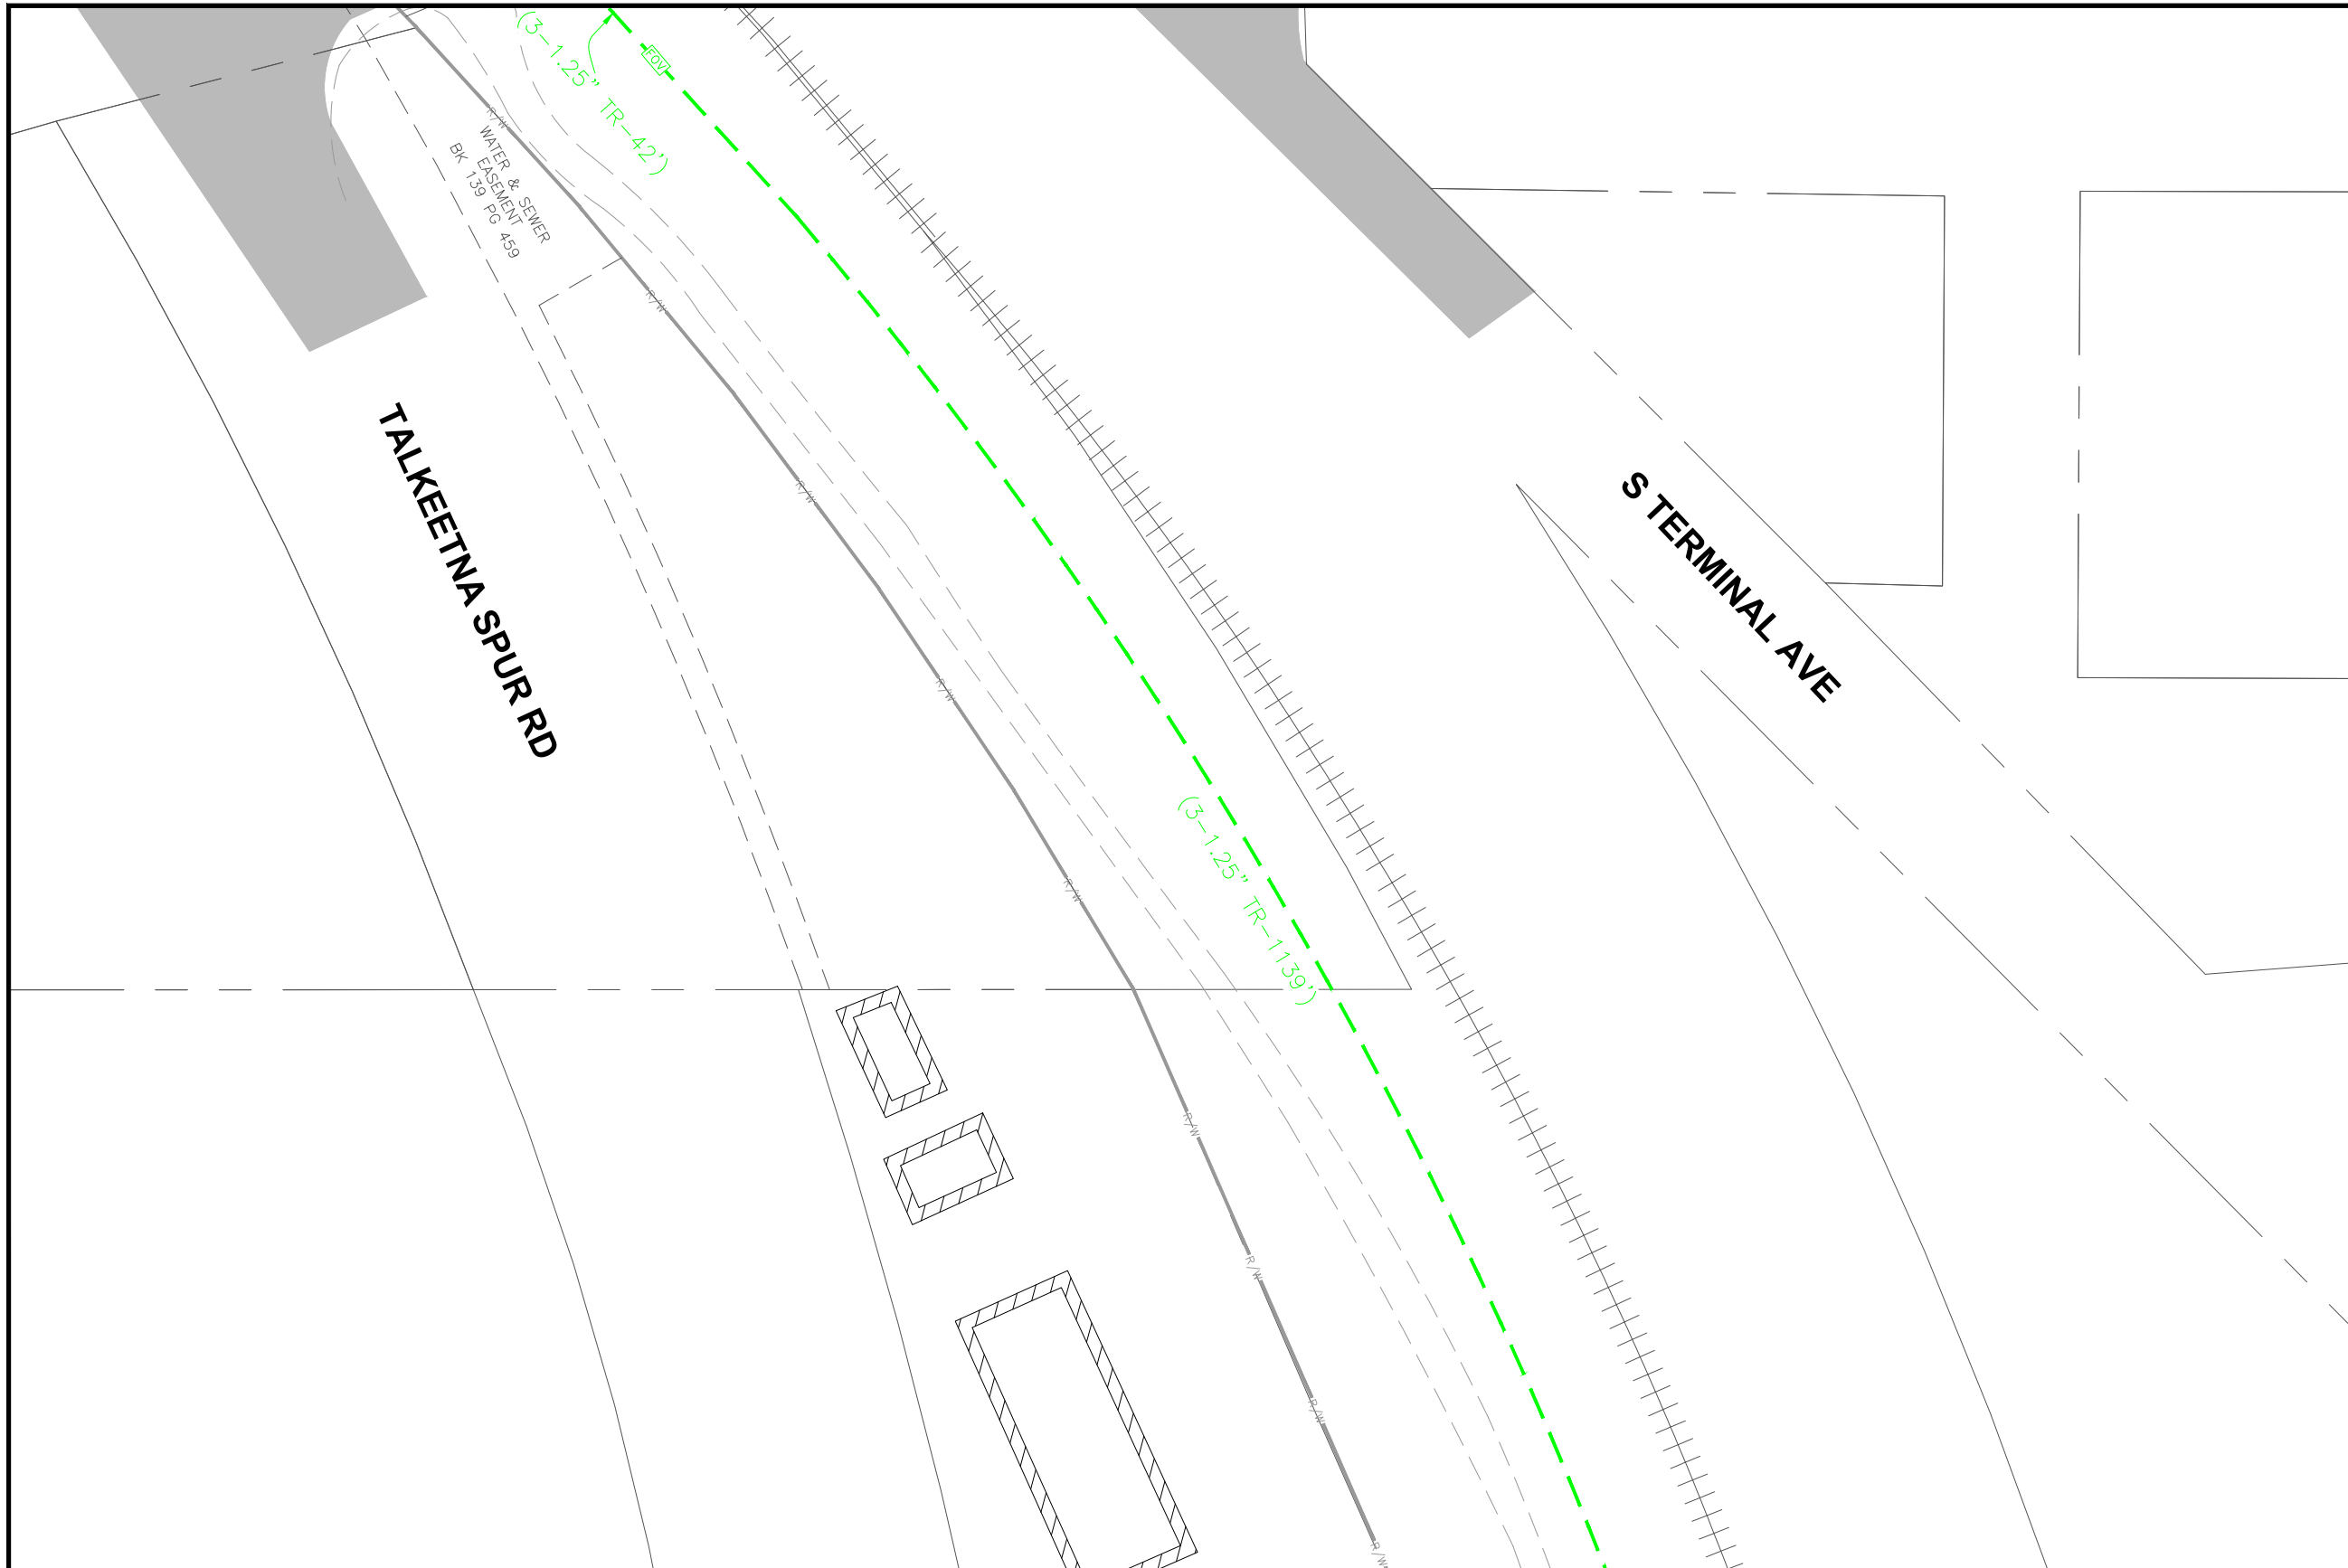 (3-1.25" TR-42')
FOV
R/W
WATER & SEWER
EASEMENT
BK 139 PG 459
R/W
TALKEETNA SPUR RD
S TERMINAL AVE
R/W
R/W
(3-1.25" TR-1139')
R/W
R/W
R/W
R/W
R/W